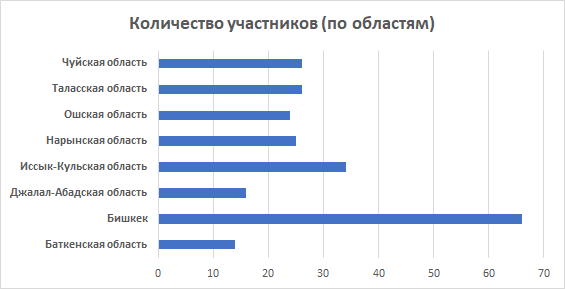 Количество участников (по областям)
Чуйская область
Таласская область
Ошская область
Нарынская область
Иссык-Кульская область
Джалал-Абадская область
Бишкек
Баткенская область
0 10 20 30 40 50 60 70